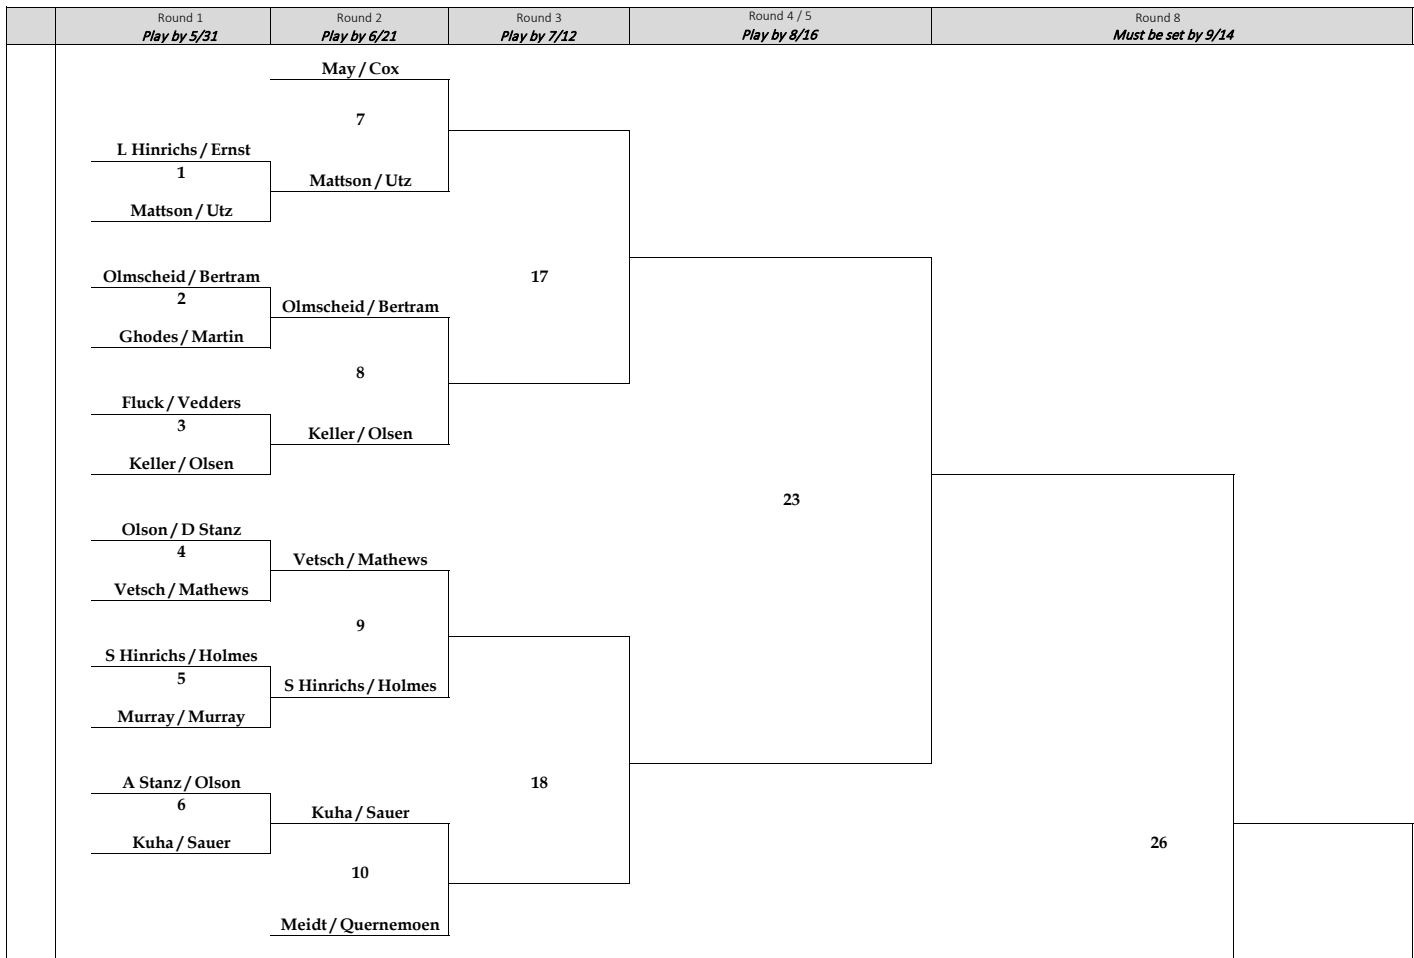 Round 1 Round 2 Round 3 Round 4 / 5 Round 8
Play by 5/31 Play by 6/21 Play by 7/12 Play by 8/16 Must be set by 9/14
May / Cox
7
L Hinrichs / Ernst
1
Mattson / Utz
Mattson / Utz
Olmscheid / Bertram
17
2
Olmscheid / Bertram
Ghodes / Martin
8
Fluck / Vedders
3
Keller / Olsen
Keller / Olsen
23
Olson / D Stanz
4
Vetsch / Mathews
Vetsch / Mathews
9
S Hinrichs / Holmes
5
S Hinrichs / Holmes
Murray / Murray
A Stanz / Olson
18
6
Kuha / Sauer
Kuha / Sauer
26
10
Meidt / Quernemoen